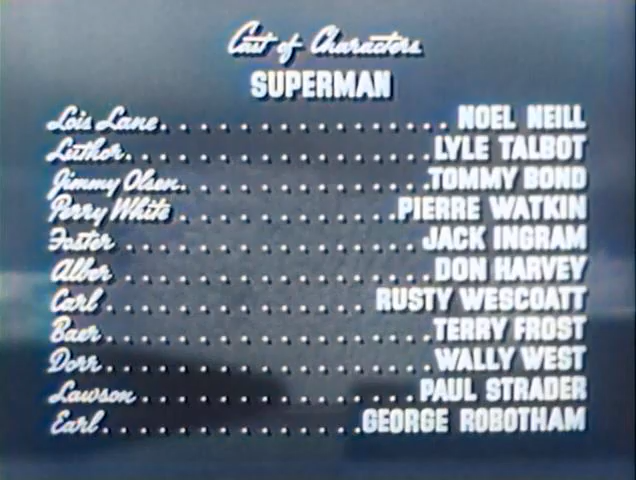 Cast of Characters
SUPERMAN
Lois Lane. . . . . . . . . . . . . . . . . . NOEL NEILL
Luthor. . . . . . . . . . . . . . . . . . . .LYLE TALBOT
Jimmy Olsen. . . . . . . . . . . . . . . . .TOMMY BOND
Perry White . . . . . . . . . . . . . .PIERRE WATKIN
Foster . . . . . . . . . . . . . . . . . . .JACK INGRAM
Alber . . . . . . . . . . . . . . . . . . . .DON HARVEY
Carl . . . . . . . . . . . . . . . . . RUSTY WESCOATT
Baer. . . . . . . . . . . . . . . . . . . . .TERRY FROST
Dorr. . . . . . . . . . . . . . . . . . . . .WALLY WEST
Lawson. . . . . . . . . . . . . . . . . .PAUL STRADER
Earl. . . . . . . . . . . . . . . . .GEORGE ROBOTHAM